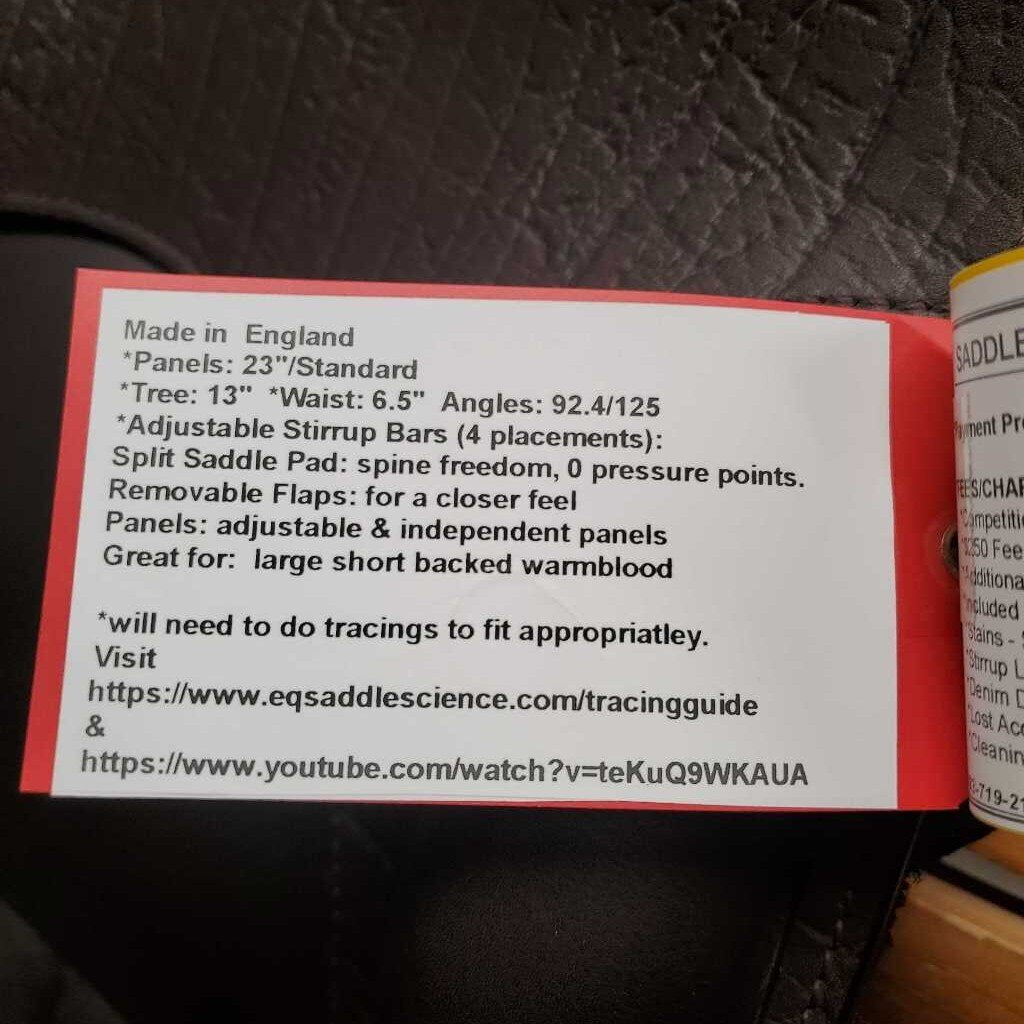 Made in England
*Panels: 23"/Standard
*Tree: 13" *Waist: 6.5" Angles: 92.4/125
*Adjustable Stirrup Bars (4 placements):
Split Saddle Pad: spine freedom, 0 pressure points.
Removable Flaps: for a closer feel
Panels: adjustable & independent panels
Great for: large short backed warmblood
*will need to do tracings to fit appropriatley.
Visit
https://www.eqsaddlescience.com/tracingguide
&
https://www.youtube.com/watch?v=teKuQ9WKAUA
SADDLE
Fee
Stains -